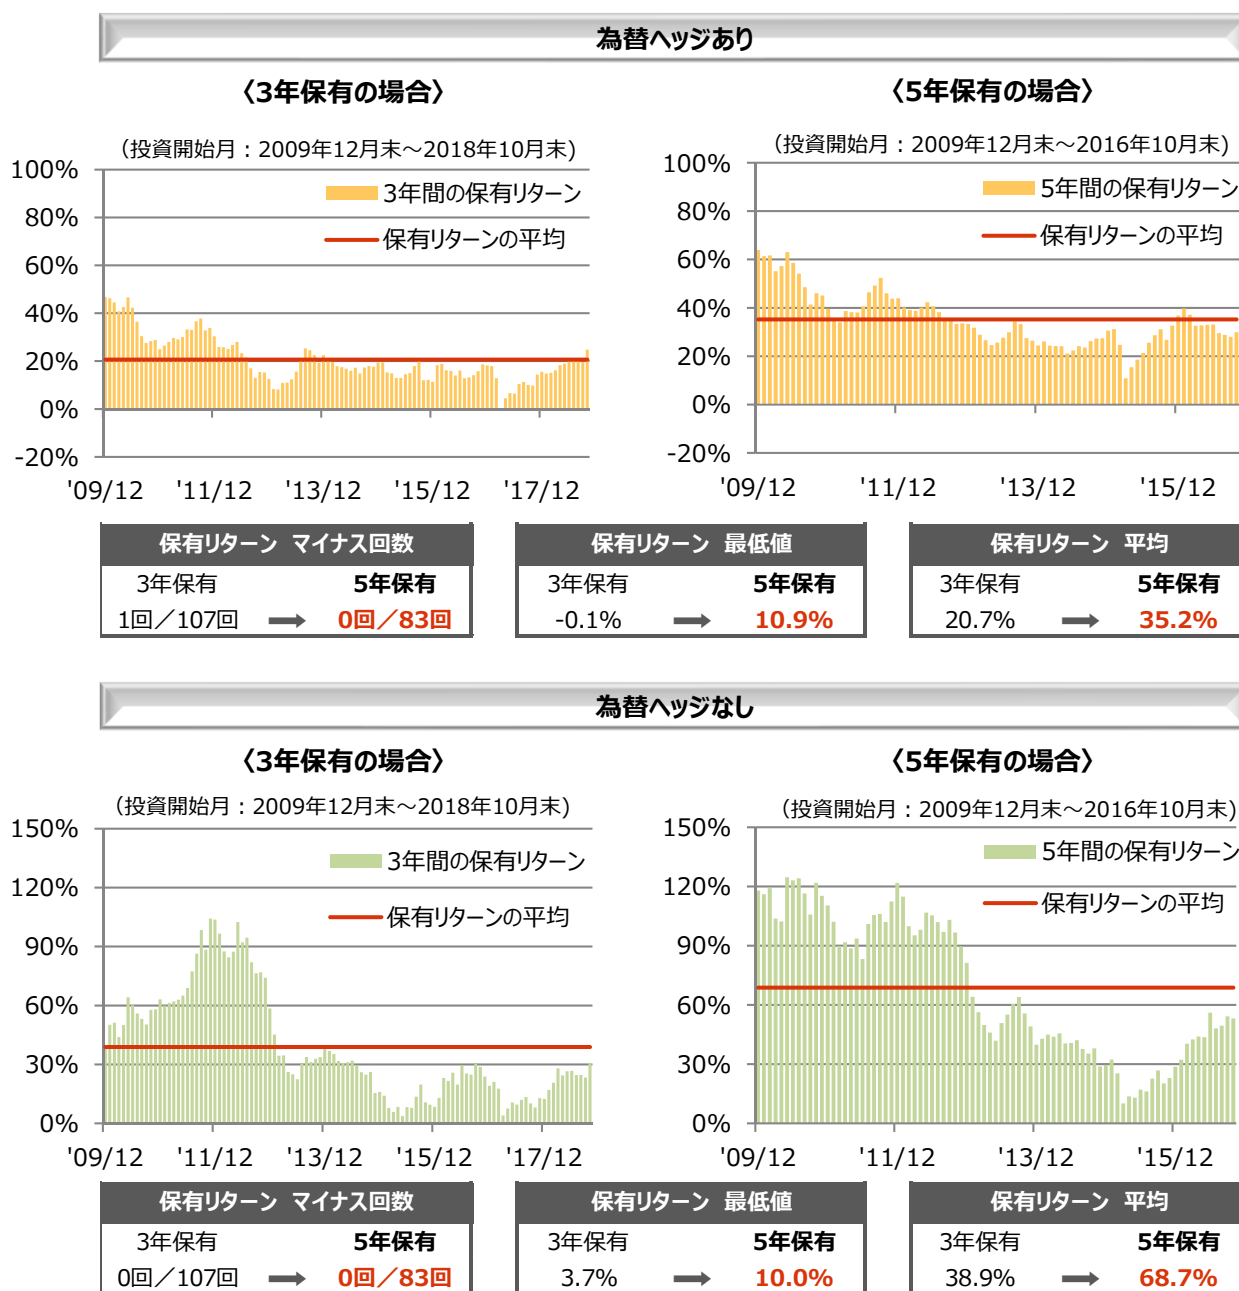 為替ヘッジあり
〈3年保有の場合〉
（投資開始月：2009年12月末～2018年10月末）
3年間の保有リターン
保有リターンの平均
100%
80%
60%
40%
20%
0%
-20%
'09/12 '11/12 '13/12 '15/12 '17/12
〈5年保有の場合〉
（投資開始月：2009年12月末～2016年10月末）
5年間の保有リターン
保有リターンの平均
100%
80%
60%
40%
20%
0%
-20%
'09/12 '11/12 '13/12 '15/12
保有リターン マイナス回数
3年保有 5年保有
1回／107回 ➡ 0回／83回
保有リターン 最低値
3年保有 5年保有
-0.1% ➡ 10.9%
保有リターン 平均
3年保有 5年保有
20.7% ➡ 35.2%
為替ヘッジなし
〈3年保有の場合〉
（投資開始月：2009年12月末～2018年10月末）
3年間の保有リターン
保有リターンの平均
150%
120%
90%
60%
30%
0%
'09/12 '11/12 '13/12 '15/12 '17/12
〈5年保有の場合〉
（投資開始月：2009年12月末～2016年10月末）
5年間の保有リターン
保有リターンの平均
150%
120%
90%
60%
30%
0%
'09/12 '11/12 '13/12 '15/12
保有リターン マイナス回数
3年保有 5年保有
0回／107回 ➡ 0回／83回
保有リターン 最低値
3年保有 5年保有
3.7% ➡ 10.0%
保有リターン 平均
3年保有 5年保有
38.9% ➡ 68.7%